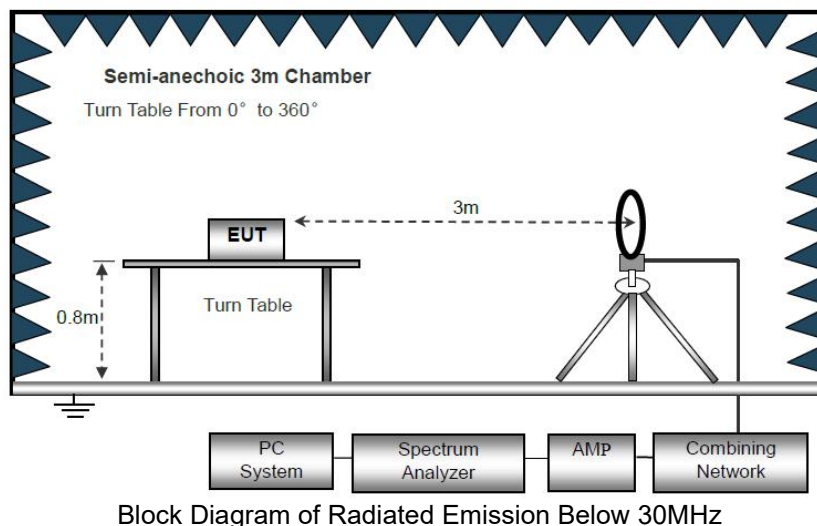 Semi-anechoic 3m Chamber
Turn Table From 0° to 360°
3m
EUT
0.8m
Turn Table
PC
System
Spectrum
Analyzer
AMP
Combining
Network
Block Diagram of Radiated Emission Below 30MHz